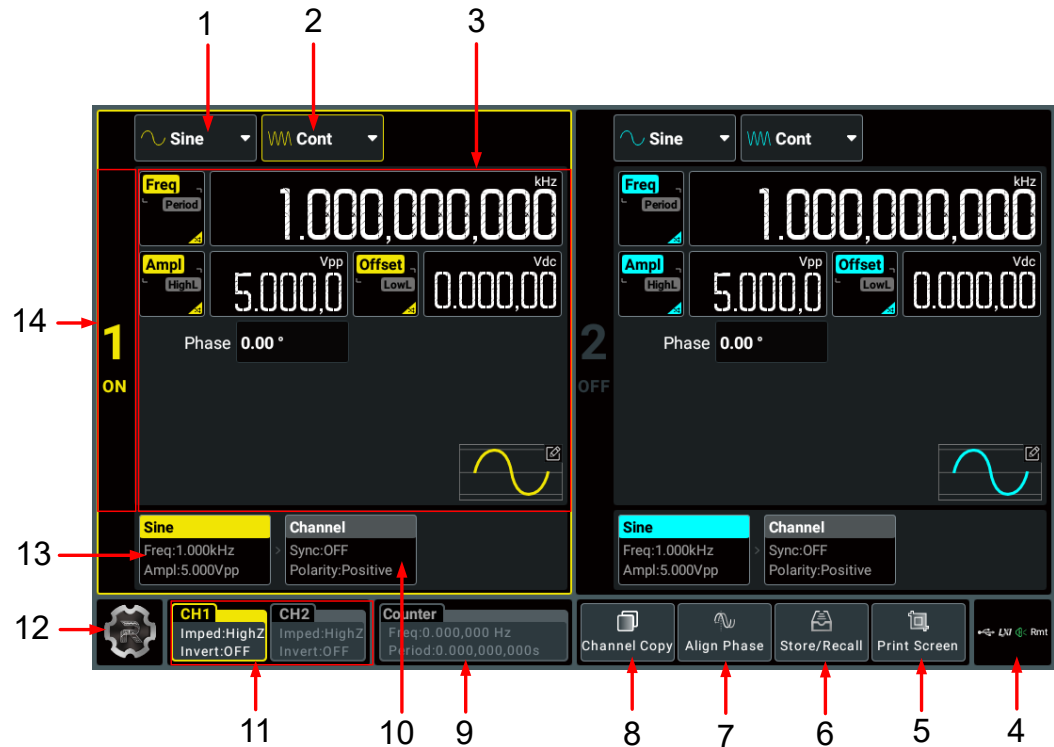 1 2 3
Sine Cont Sine Cont
Freq kHz Freq kHz
Period 1.000,000,000 Period 1.000,000,000
Ampl Vpp Offset Vdc Ampl Vpp Offset Vdc
HighL 5.000,0 LowL 0.000,00 HighL 5.000,0 LowL 0.000,00
14
1 Phase 0.00 ° 2 Phase 0.00 °
ON OFF
Sine Channel Sine Channel
13 Freq:1.000kHz > Sync:OFF Freq:1.000kHz > Sync:OFF
Ampl:5.000Vpp Polarity:Positive Ampl:5.000Vpp Polarity:Positive
CH1 CH2 Counter
12 R Imped:HighZ Imped:HighZ Freq:0.000,000 Hz LXI Rmt
Invert:OFF Invert:OFF Period:0.000,000,000s Channel Copy Align Phase Store/Recall Print Screen
11 10 9 8 7 6 5 4